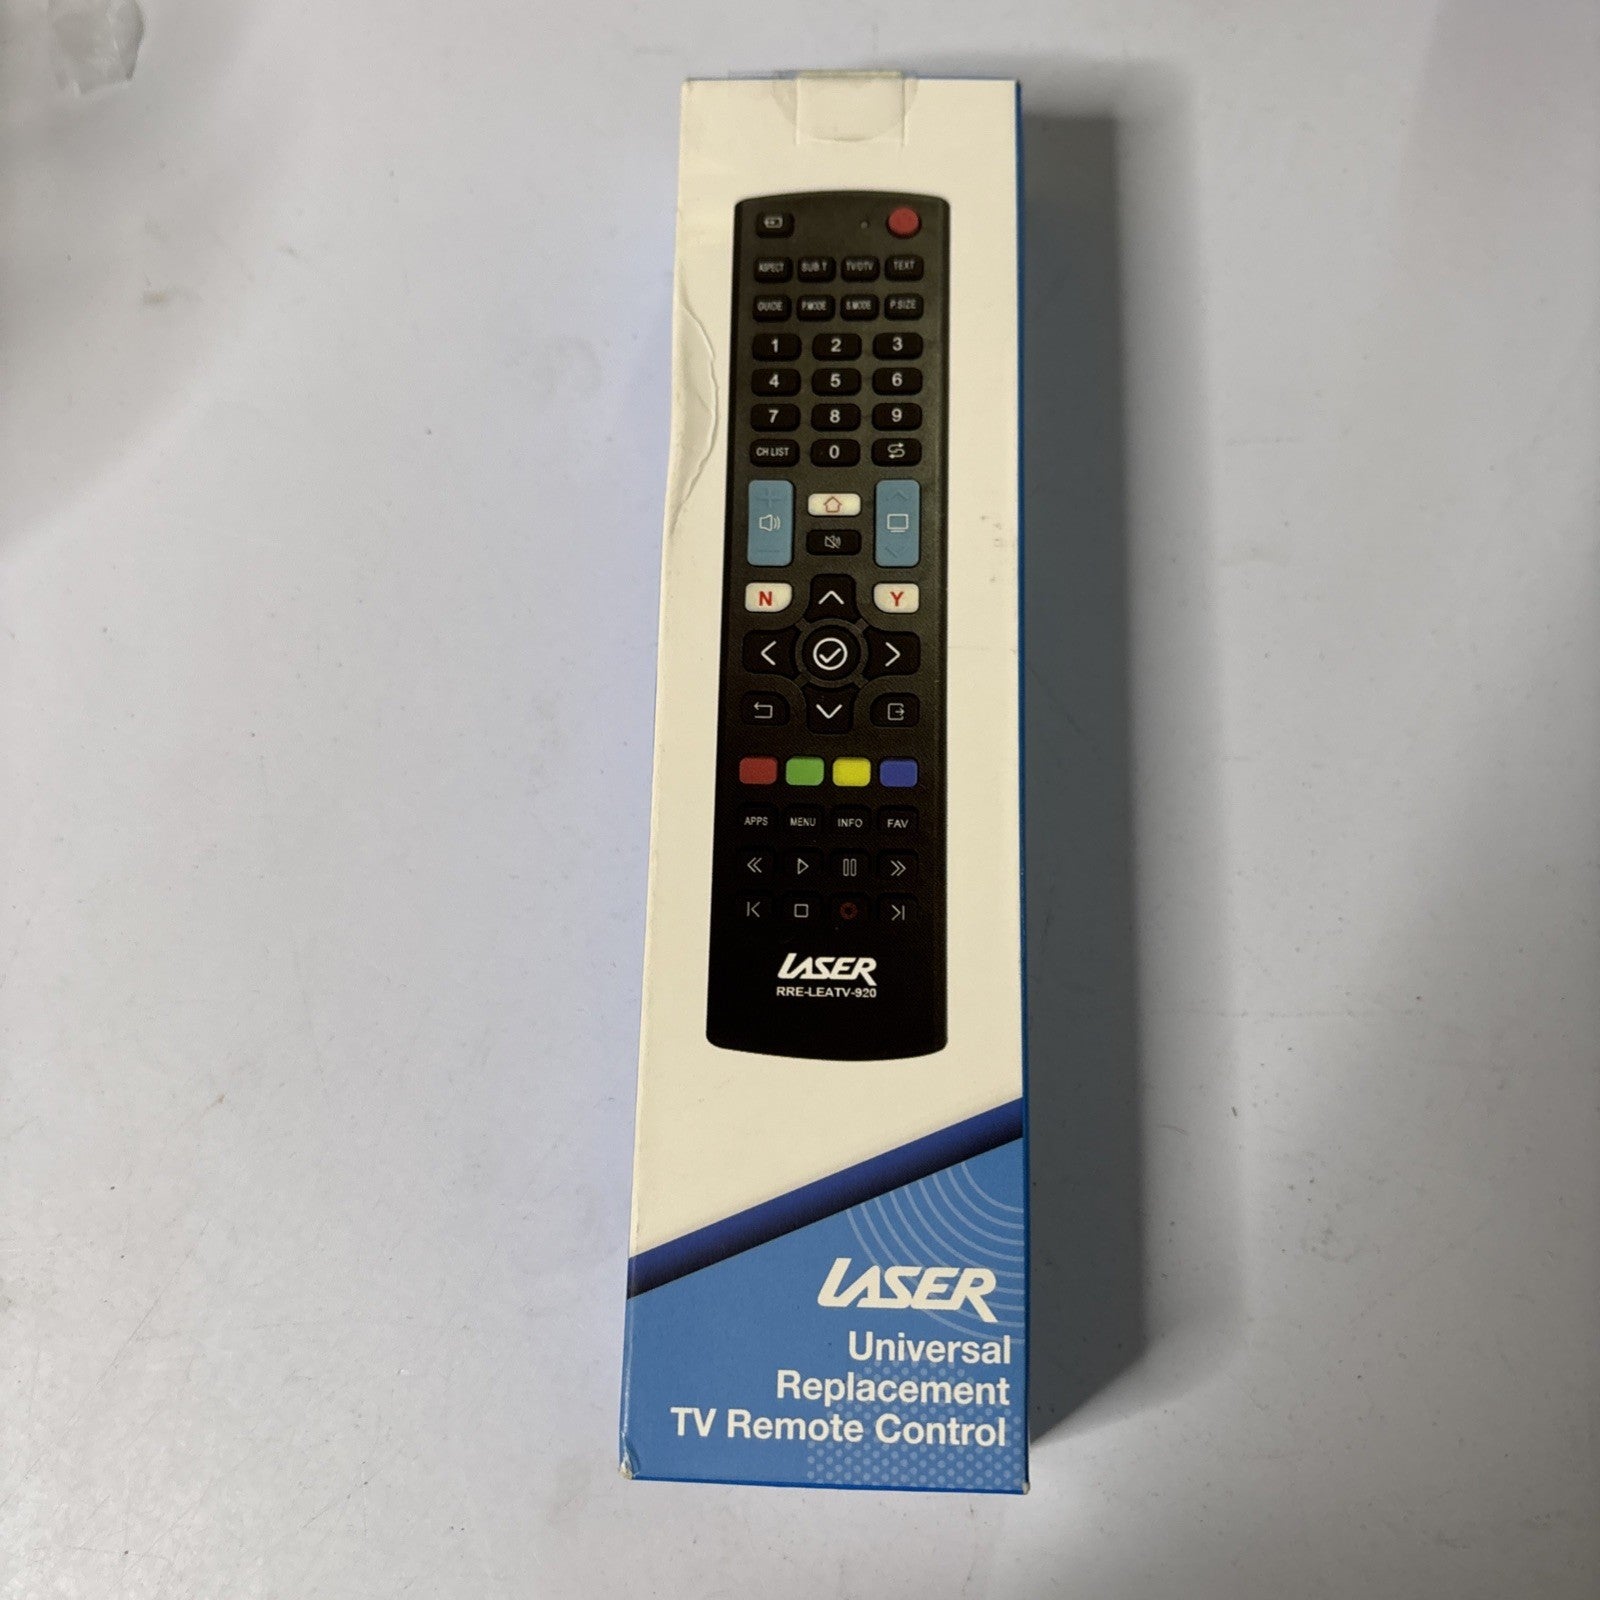 ASPECT SUB.T TV/DTV TEXT
GUIDE P.MODE S.MODE P.SIZE
1 2 3
4 5 6
7 8 9
CH LIST 0
N Y
APPS MENU INFO FAV
LASER
RRE-LEATV-920
LASER
Universal
Replacement
TV Remote Control